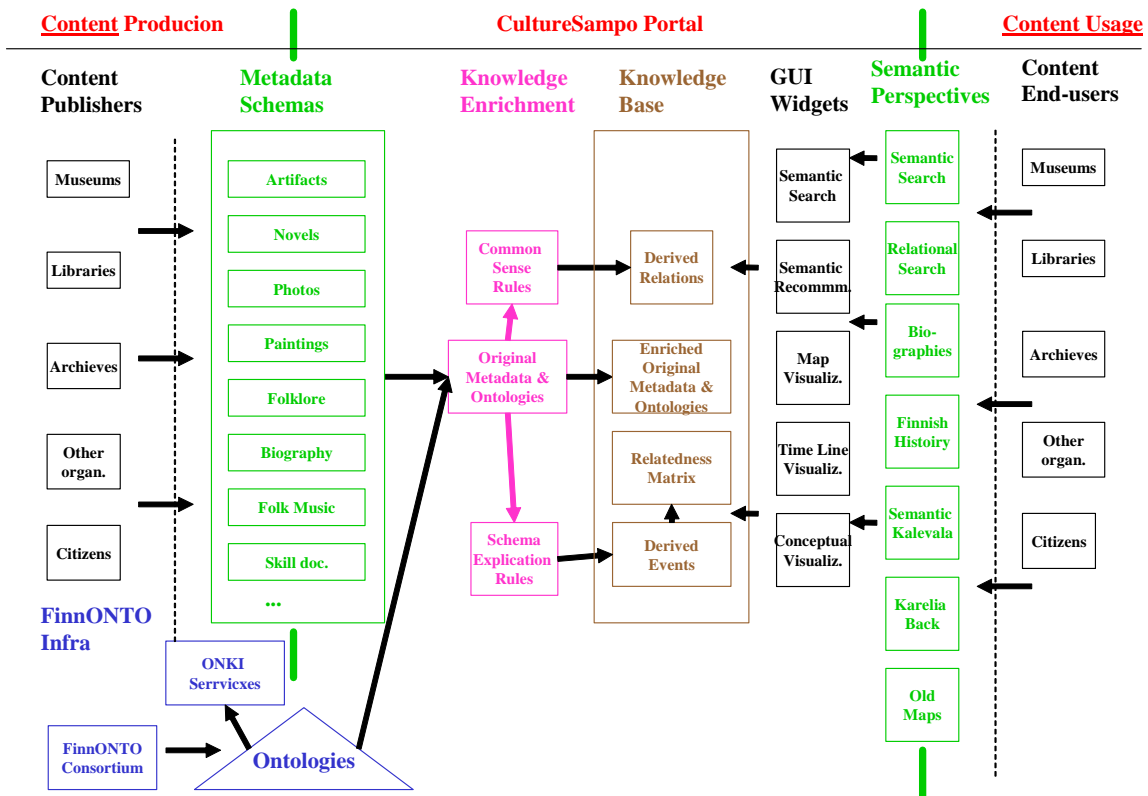 Content Producion
CultureSampo Portal
Content Usage
Content
Publishers
Metadata
Schemas
Knowledge
Enrichment
Knowledge
Base
GUI
Widgets
Semantic
Perspectives
Content
End-users
Museums
Libraries
Archieves
Other
organ.
Citizens
Artifacts
Novels
Photos
Paintings
Folklore
Biography
Folk Music
Skill doc.
...
Common
Sense
Rules
Original
Metadata &
Ontologies
Schema
Explication
Rules
Derived
Relations
Enriched
Original
Metadata &
Ontologies
Relatedness
Matrix
Derived
Events
Semantic
Search
Semantic
Recommm.
Map
Visualiz.
Time Line
Visualiz.
Conceptual
Visualiz.
Semantic
Search
Relational
Search
Bio-
graphies
Finnish
Histoiry
Semantic
Kalevala
Karelia
Back
Old
Maps
Museums
Libraries
Archieves
Other
organ.
Citizens
FinnONTO
Infra
ONKI
Serrvicxes
FinnONTO
Consortium
Ontologies